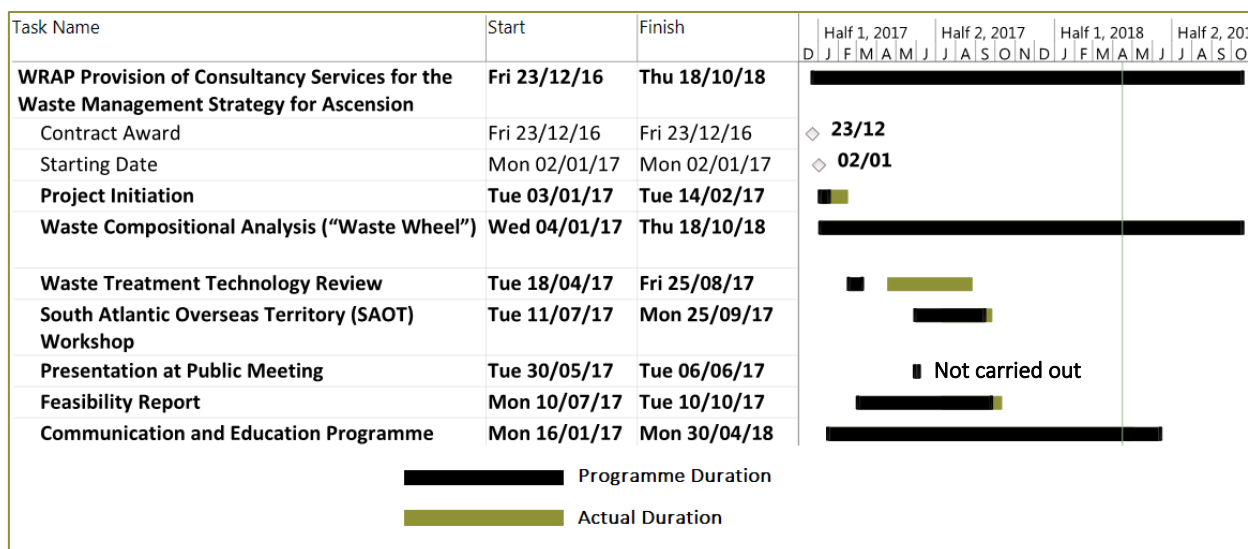 Task Name Start Finish Half 1, 2017 Half 2, 2017 Half 1, 2018 Half 2, 201
D J F M A M J J A S O N D J F M A M J J A S O
WRAP Provision of Consultancy Services for the Fri 23/12/16 Thu 18/10/18
Waste Management Strategy for Ascension
Contract Award Fri 23/12/16 Fri 23/12/16 23/12
Starting Date Mon 02/01/17 Mon 02/01/17 02/01
Project Initiation Tue 03/01/17 Tue 14/02/17
Waste Compositional Analysis (“Waste Wheel”) Wed 04/01/17 Thu 18/10/18
Waste Treatment Technology Review Tue 18/04/17 Fri 25/08/17
South Atlantic Overseas Territory (SAOT) Tue 11/07/17 Mon 25/09/17
Workshop
Presentation at Public Meeting Tue 30/05/17 Tue 06/06/17 Not carried out
Feasibility Report Mon 10/07/17 Tue 10/10/17
Communication and Education Programme Mon 16/01/17 Mon 30/04/18
Programme Duration
Actual Duration